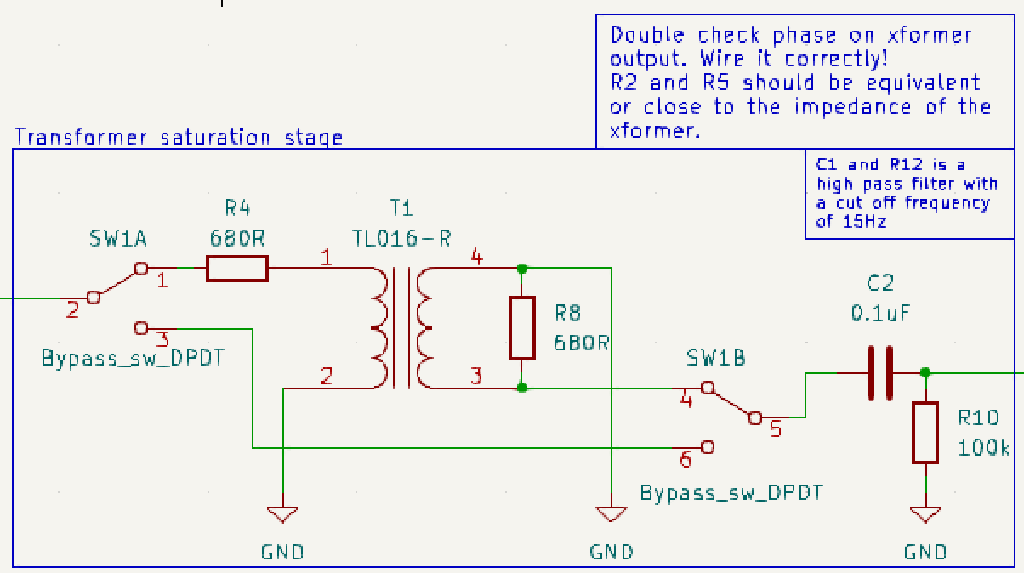 Double check phase on xformer
output. Wire it correctly!
R2 and R5 should be equivalent
or close to the impedance of the
xformer.
Transformer saturation stage
C1 and R12 is a
high pass filter with
a cut off frequency
of 15Hz
R4
680R
T1
TL016-R
SW1A
1
2
3
Bypass_sw_DPDT
1
2
4
3
R8
680R
C2
0.1uF
SW1B
4
5
6
Bypass_sw_DPDT
R10
100k
GND
GND
GND